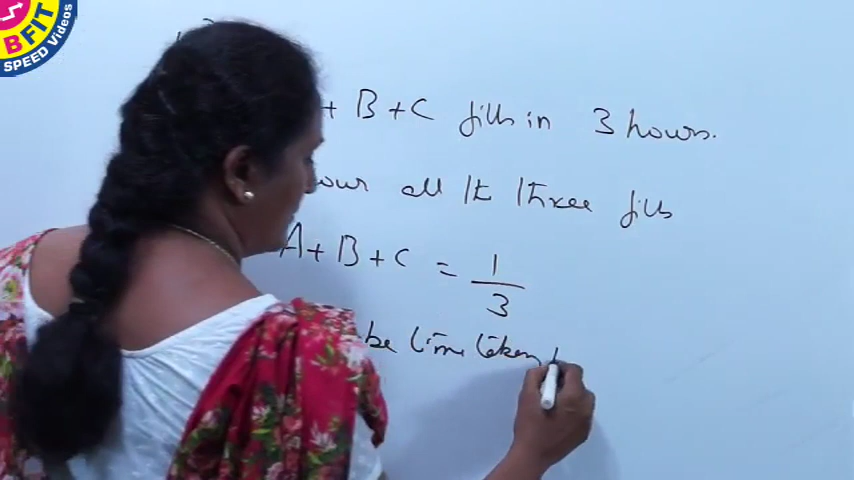 BFIT
SPEED Videos
+ B + C fills in 3 hours.
our all the three fills
A + B + C = 1/3
be time taken